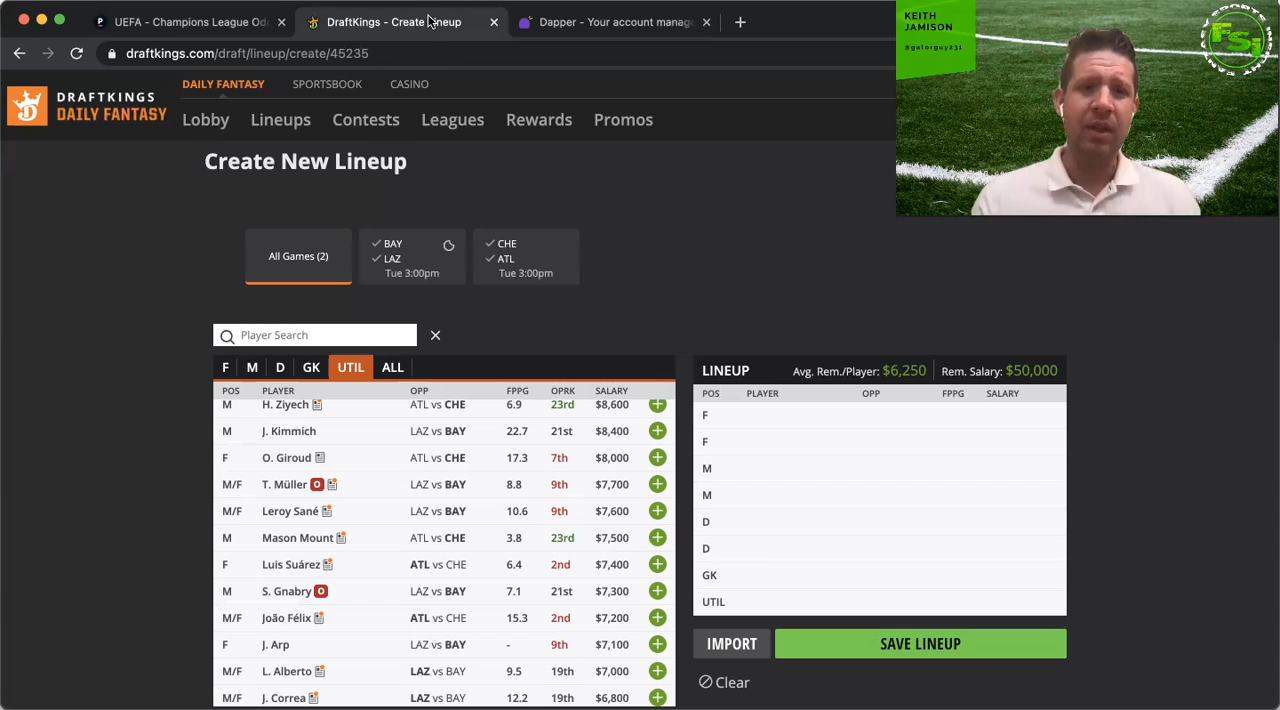 UEFA - Champions League Od
DraftKings - Create Lineup
Dapper - Your account manag
draftkings.com/draft/lineup/create/45235
KEITH
JAMISON
@gatorguy231
FSI
DRAFTKINGS
DAILY FANTASY
DAILY FANTASY SPORTSBOOK CASINO
Lobby Lineups Contests Leagues Rewards Promos
Create New Lineup
All Games (2)
BAY
LAZ
Tue 3:00pm
CHE
ATL
Tue 3:00pm
Player Search
F M D GK UTIL ALL
POS PLAYER OPP FPPG OPRK SALARY
M H. Ziyech ATL vs CHE 6.9 23rd $8,600
M J. Kimmich LAZ vs BAY 22.7 21st $8,400
F O. Giroud ATL vs CHE 17.3 7th $8,000
M/F T. Müller O LAZ vs BAY 8.8 9th $7,700
M/F Leroy Sané LAZ vs BAY 10.6 9th $7,600
M Mason Mount ATL vs CHE 3.8 23rd $7,500
F Luis Suárez ATL vs CHE 6.4 2nd $7,400
M S. Gnabry O LAZ vs BAY 7.1 21st $7,300
M/F João Félix ATL vs CHE 15.3 2nd $7,200
F J. Arp LAZ vs BAY - 9th $7,100
M/F L. Alberto LAZ vs BAY 9.5 19th $7,000
M/F J. Correa LAZ vs BAY 12.2 19th $6,800
LINEUP Avg. Rem./Player: $6,250 Rem. Salary: $50,000
POS PLAYER OPP FPPG SALARY
F
F
M
M
D
D
GK
UTIL
IMPORT SAVE LINEUP
Clear